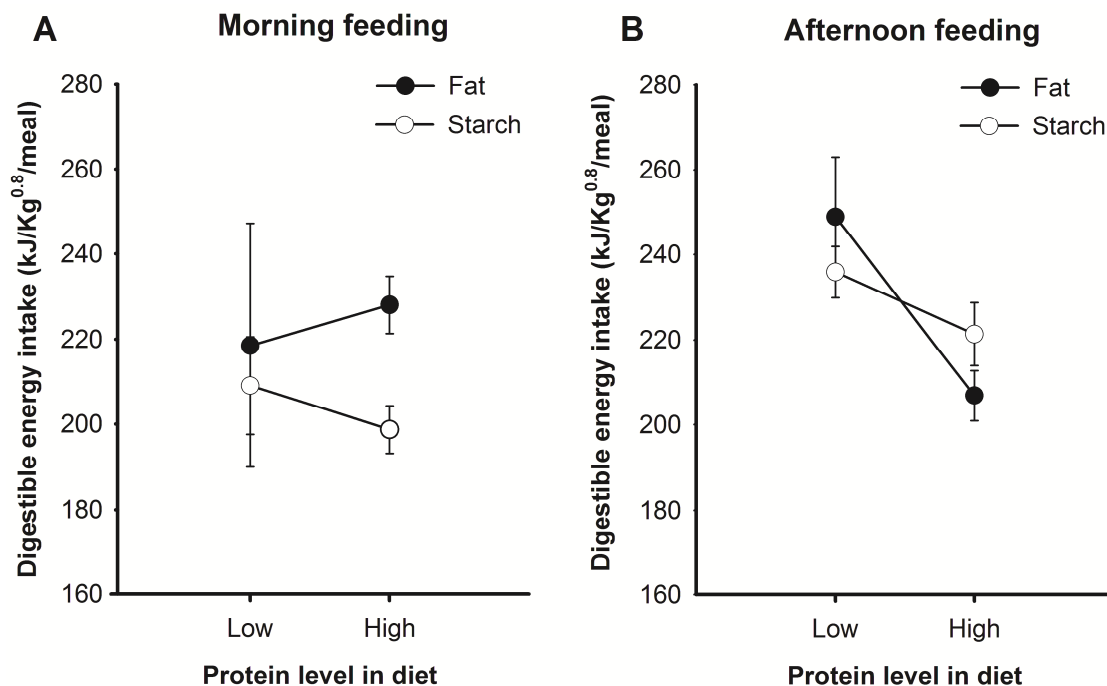 A
Morning feeding
Fat
Starch
Digestible energy intake (kJ/Kg0.8/meal)
280
260
240
220
200
180
160
Low
High
Protein level in diet
B
Afternoon feeding
Fat
Starch
Digestible energy intake (kJ/Kg0.8/meal)
280
260
240
220
200
180
160
Low
High
Protein level in diet